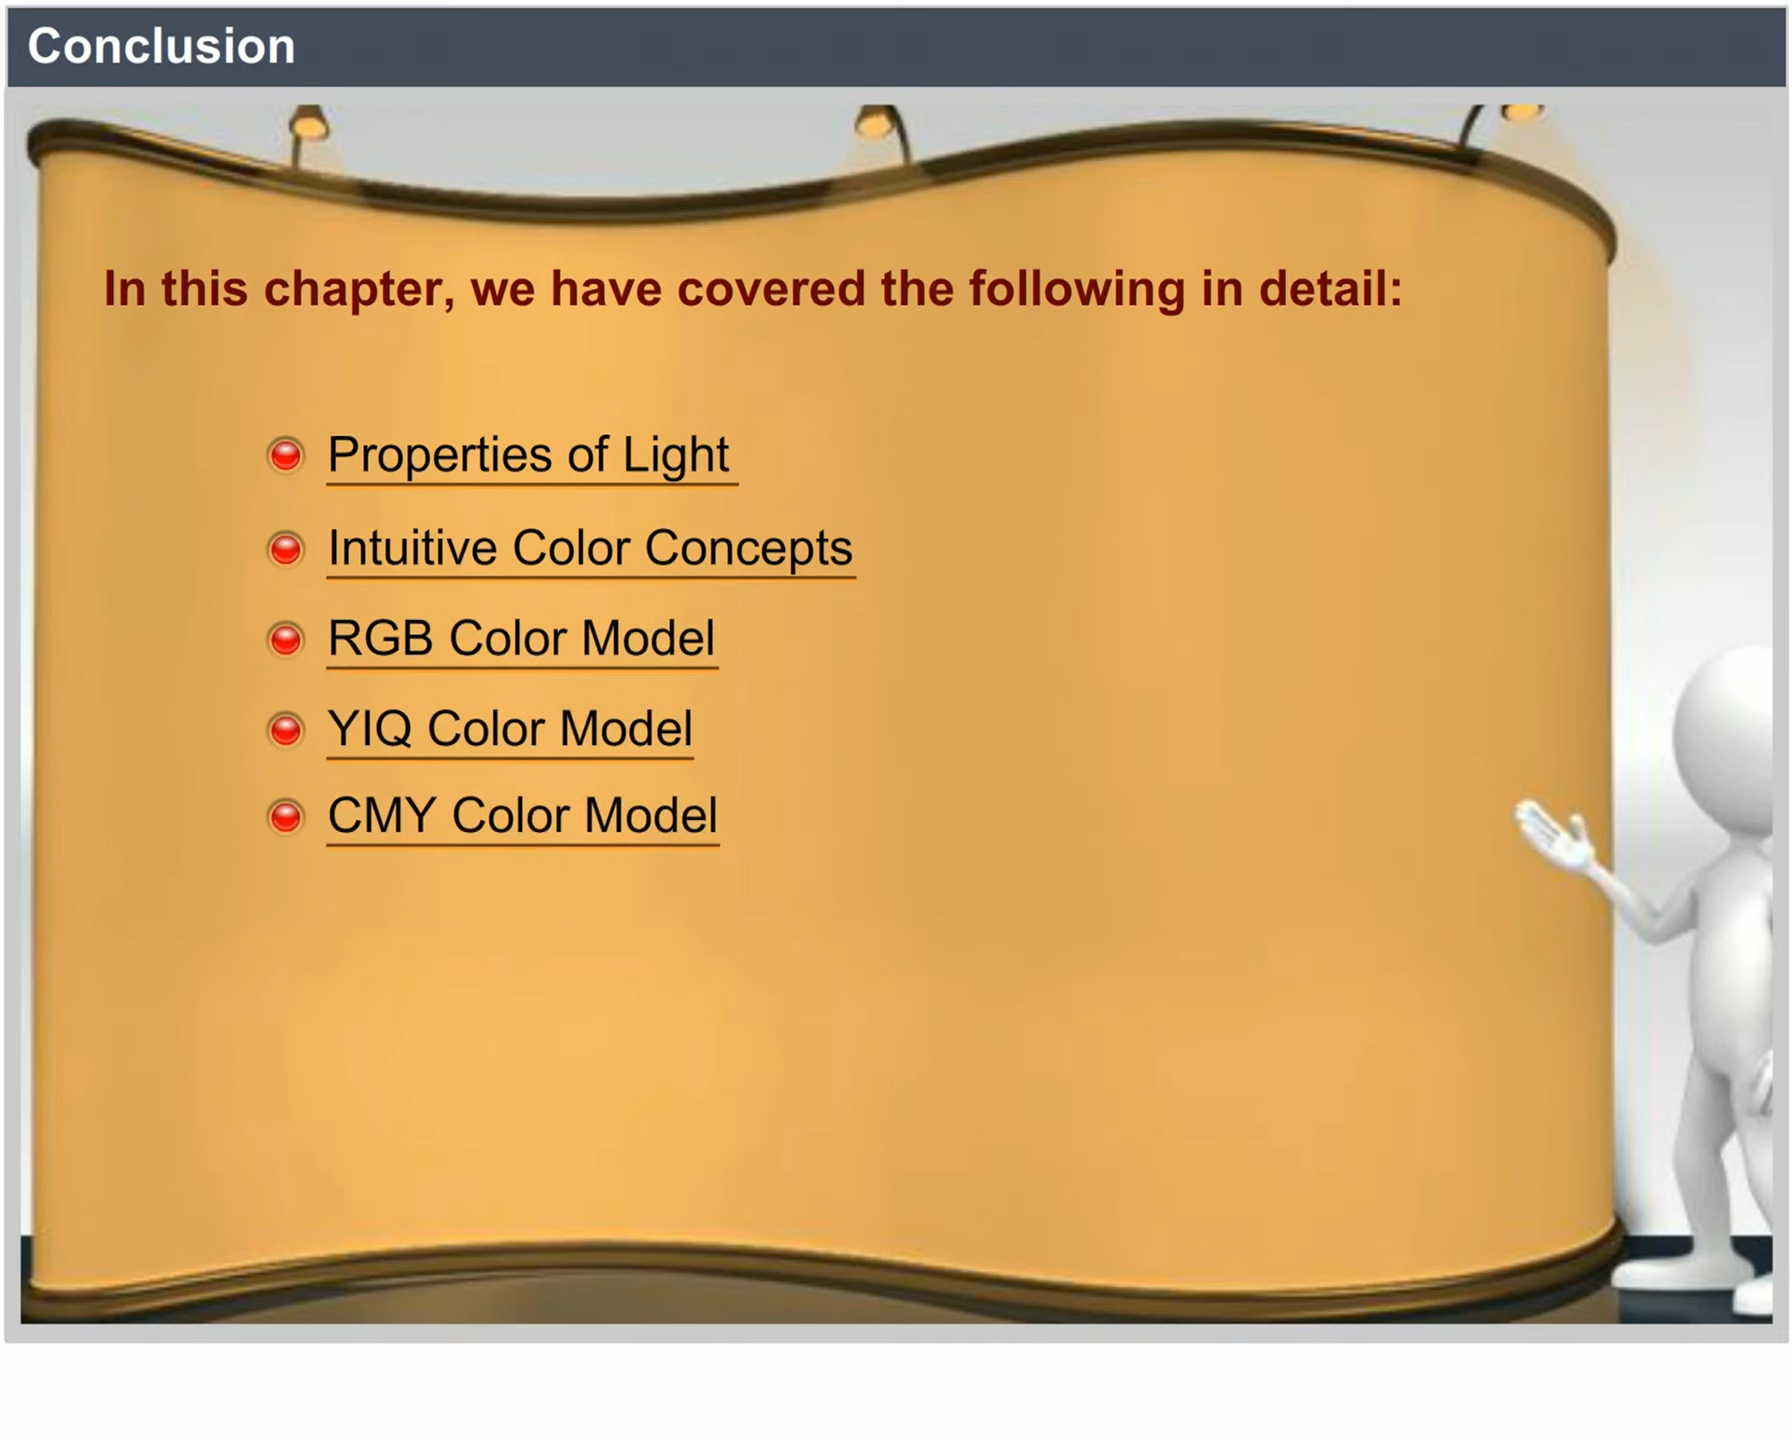 Conclusion
In this chapter, we have covered the following in detail:
Properties of Light
Intuitive Color Concepts
RGB Color Model
YIQ Color Model
CMY Color Model